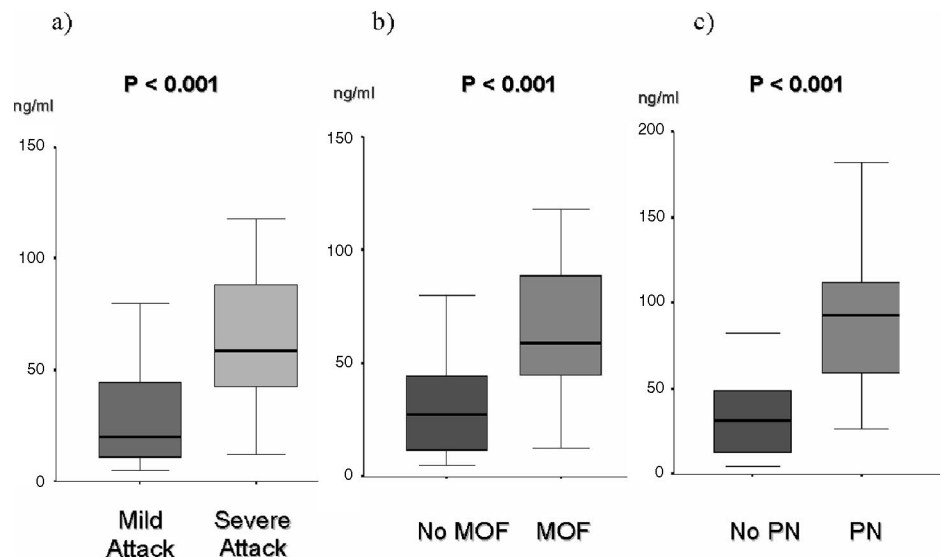 a)
b)
c)
P < 0.001
P < 0.001
P < 0.001
ng/ml
ng/ml
ng/ml
150
100
50
0
Mild
Attack
Severe
Attack
150
100
50
0
No MOF
MOF
200
150
100
50
0
No PN
PN